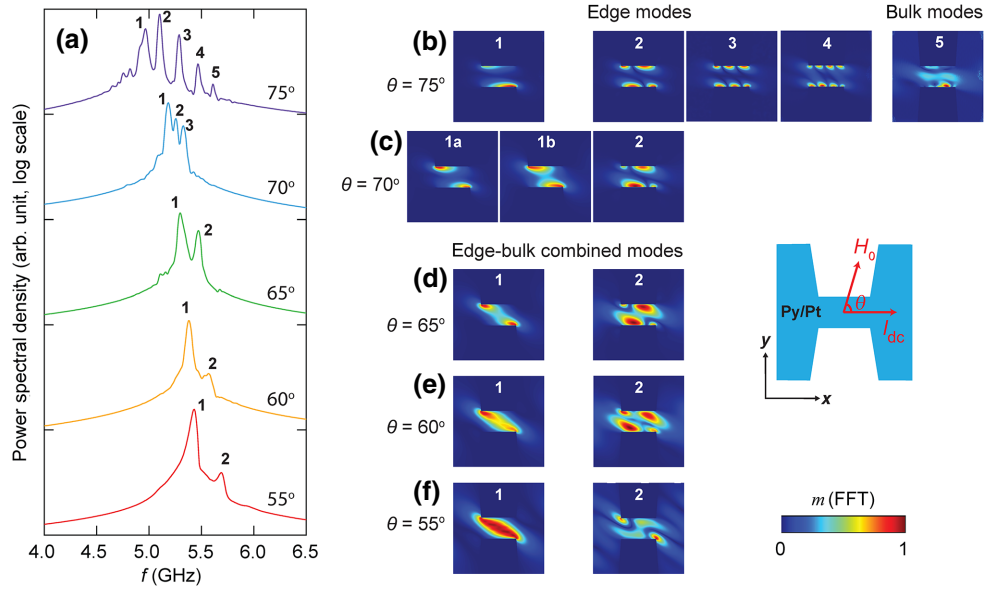 (a)
Power spectral density (arb. unit, log scale)
1 2 3 4 5
75°
1 2 3
70°
1 2
65°
1 2
60°
1 2
55°
4.0 4.5 5.0 5.5 6.0 6.5
f (GHz)
Edge modes
Bulk modes
(b)
θ = 75°
1 2 3 4 5
(c)
θ = 70°
1a 1b 2
Edge-bulk combined modes
(d)
θ = 65°
1 2
(e)
θ = 60°
1 2
(f)
θ = 55°
1 2
H₀
θ
Py/Pt
I_dc
y
x
m (FFT)
0 1